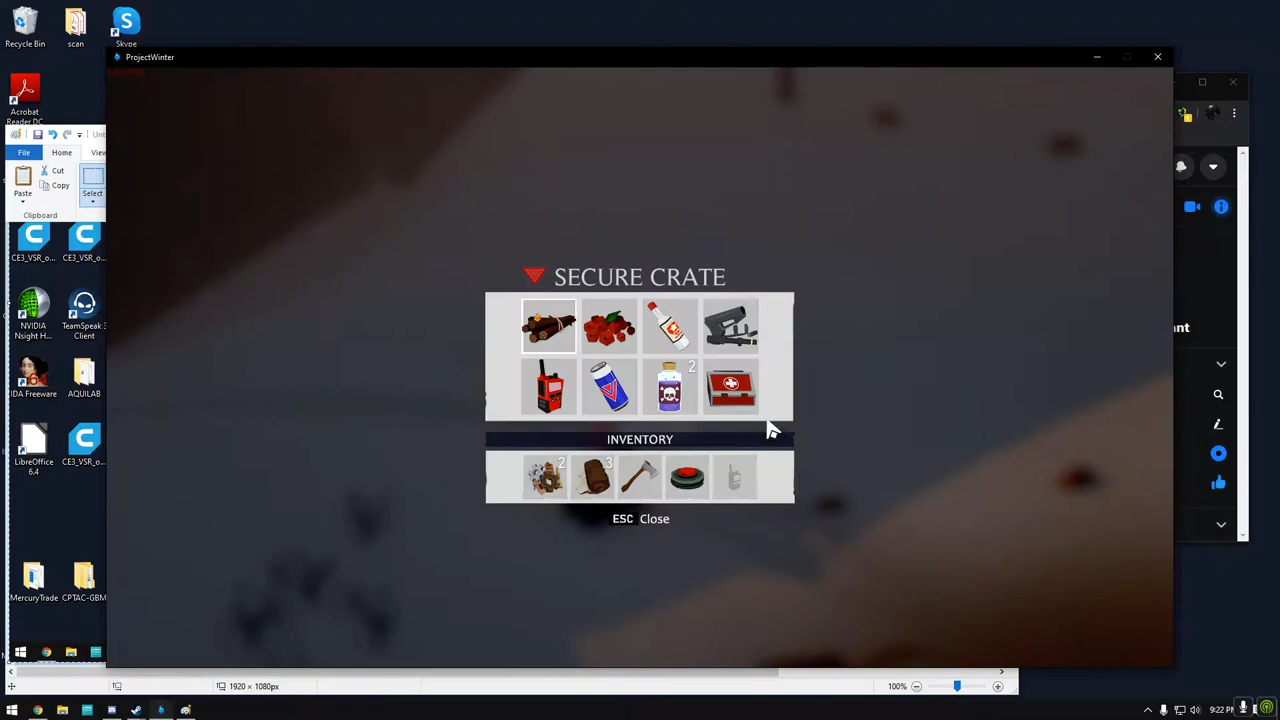 Recycle Bin
scan
Skype
ProjectWinter
Acrobat
Reader DC
File
Home
Paste
Cut
Copy
Select
Clipboard
CE3_VSR_o...
CE3_VSR_o...
NVIDIA
Nsight H...
TeamSpeak 3
Client
IDA Freeware
AQUILAB
LibreOffice
6.4
CE3_VSR_o...
MercuryTrade
CPTAC-GBM
SECURE CRATE
2
INVENTORY
2
3
ESC Close
1920 × 1080px
100%
9:22 PM